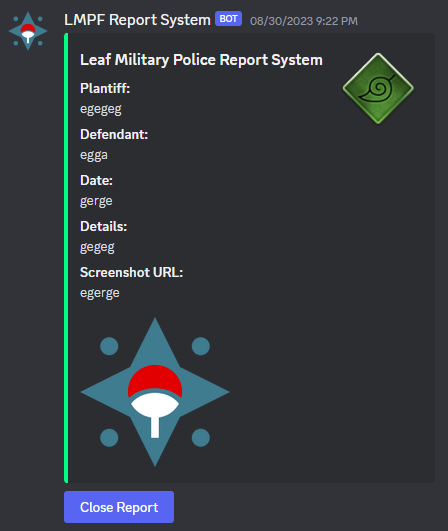 LMPF Report System BOT 08/30/2023 9:22 PM
Leaf Military Police Report System
Plantiff:
egegeg
Defendant:
egga
Date:
gerge
Details:
gegeg
Screenshot URL:
egerge
Close Report